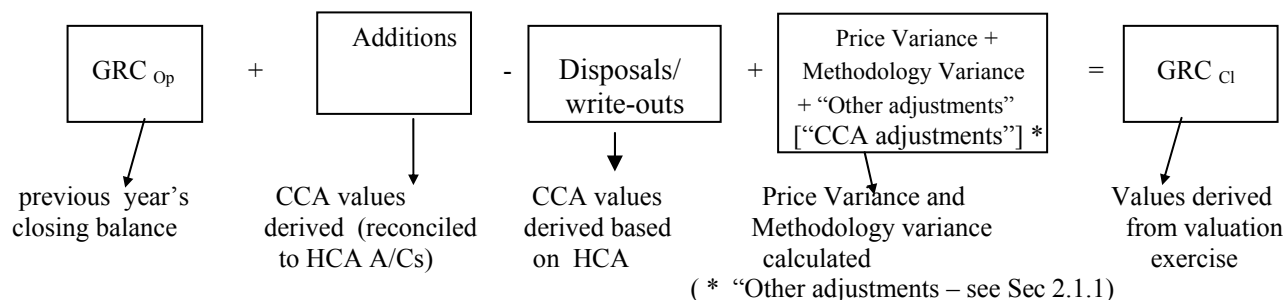 GRC Op
+
Additions
-
Disposals/
write-outs
+
Price Variance +
Methodology Variance
+ “Other adjustments”
[“CCA adjustments”] *
=
GRC Cl
previous year’s
closing balance
CCA values
derived (reconciled
to HCA A/Cs)
CCA values
derived based
on HCA
Price Variance and
Methodology variance
calculated
( * “Other adjustments – see Sec 2.1.1)
Values derived
from valuation
exercise